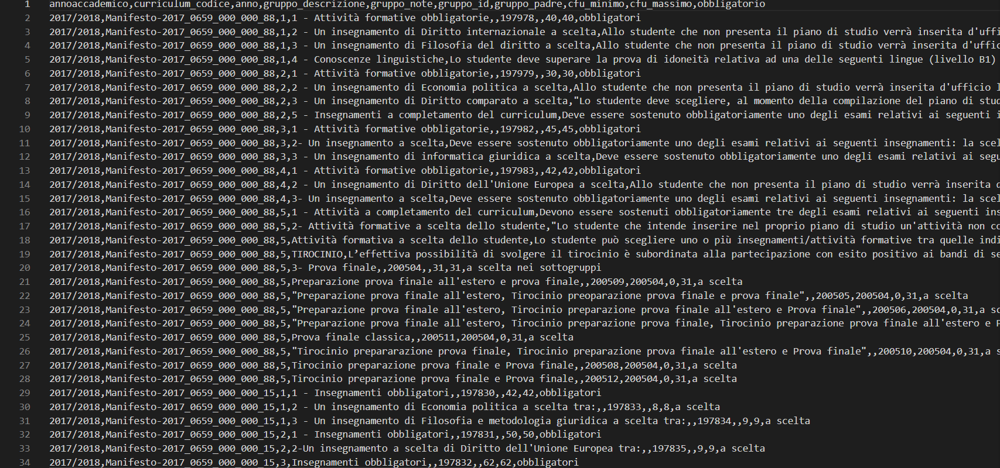 1 annoaccademico,curriculum_codice,anno,gruppo_descrizione,gruppo_note,gruppo_id,gruppo_padre,cfu_minimo,cfu_massimo,obbligatorio
2 2017/2018,Manifesto-2017_0659_000_000_88,1,1 - Attività formative obbligatorie,,197978,,40,40,obbligatori
3 2017/2018,Manifesto-2017_0659_000_000_88,1,2 - Un insegnamento di Diritto internazionale a scelta,Allo studente che non presenta il piano di studio verrà inserita d'uffi
4 2017/2018,Manifesto-2017_0659_000_000_88,1,3 - Un insegnamento di Filosofia del diritto a scelta,Allo studente che non presenta il piano di studio verrà inserita d'uffic
5 2017/2018,Manifesto-2017_0659_000_000_88,1,4 - Conoscenze linguistiche,Lo studente deve superare la prova di idoneità relativa ad una delle seguenti lingue (livello B1)
6 2017/2018,Manifesto-2017_0659_000_000_88,2,1 - Attività formative obbligatorie,,197979,,30,30,obbligatori
7 2017/2018,Manifesto-2017_0659_000_000_88,2,2 - Un insegnamento di Economia politica a scelta,Allo studente che non presenta il piano di studio verrà inserita d'ufficio l
8 2017/2018,Manifesto-2017_0659_000_000_88,2,3 - Un insegnamento di Diritto comparato a scelta,"Lo studente deve scegliere, al momento della compilazione del piano di stud
9 2017/2018,Manifesto-2017_0659_000_000_88,2,5 - Insegnamenti a completamento del curriculum,Deve essere sostenuto obbligatoriamente uno degli esami relativi ai seguenti i
10 2017/2018,Manifesto-2017_0659_000_000_88,3,1 - Attività formative obbligatorie,,197982,,45,45,obbligatori
11 2017/2018,Manifesto-2017_0659_000_000_88,3,2- Un insegnamento a scelta,Deve essere sostenuto obbligatoriamente uno degli esami relativi ai seguenti insegnamenti: la scel
12 2017/2018,Manifesto-2017_0659_000_000_88,3,3 - Un insegnamento di informatica giuridica a scelta,Deve essere sostenuto obbligatoriamente uno degli esami relativi ai segu
13 2017/2018,Manifesto-2017_0659_000_000_88,4,1 - Attività formative obbligatorie,,197983,,42,42,obbligatori
14 2017/2018,Manifesto-2017_0659_000_000_88,4,2 - Un insegnamento di Diritto dell'Unione Europea a scelta,Allo studente che non presenta il piano di studio verrà inserita d
15 2017/2018,Manifesto-2017_0659_000_000_88,4,3- Un insegnamento a scelta,Deve essere sostenuto obbligatoriamente uno degli esami relativi ai seguenti insegnamenti: la scel
16 2017/2018,Manifesto-2017_0659_000_000_88,5,1 - Attività a completamento del curriculum,Devono essere sostenuti obbligatoriamente tre degli esami relativi ai seguenti ins
17 2017/2018,Manifesto-2017_0659_000_000_88,5,2- Attività formative a scelta dello studente,"Lo studente che intende inserire nel proprio piano di studio un'attività non co
18 2017/2018,Manifesto-2017_0659_000_000_88,5,Attività formativa a scelta dello studente,Lo studente può scegliere uno o più insegnamenti/attività formative tra quelle indi
19 2017/2018,Manifesto-2017_0659_000_000_88,5,TIROCINIO,L’effettiva possibilità di svolgere il tirocinio è subordinata alla partecipazione con esito positivo ai bandi di se
20 2017/2018,Manifesto-2017_0659_000_000_88,5,3- Prova finale,,200504,,31,31,a scelta nei sottogruppi
21 2017/2018,Manifesto-2017_0659_000_000_88,5,Preparazione prova finale all'estero e prova finale,,200509,200504,0,31,a scelta
22 2017/2018,Manifesto-2017_0659_000_000_88,5,"Preparazione prova finale all'estero, Tirocinio preoparazione prova finale e prova finale",,200505,200504,0,31,a scelta
23 2017/2018,Manifesto-2017_0659_000_000_88,5,"Preparazione prova finale all'estero, Tirocinio preparazione prova finale all'estero e Prova finale",,200506,200504,0,31,a sc
24 2017/2018,Manifesto-2017_0659_000_000_88,5,"Preparazione prova finale all'estero, Tirocinio preparazione prova finale, Tirocinio preparazione prova finale all'estero e P
25 2017/2018,Manifesto-2017_0659_000_000_88,5,Prova finale classica,,200511,200504,0,31,a scelta
26 2017/2018,Manifesto-2017_0659_000_000_88,5,"Tirocinio prepararazione prova finale, Tirocinio preparazione prova finale all'estero e Prova finale",,200510,200504,0,31,a s
27 2017/2018,Manifesto-2017_0659_000_000_88,5,Tirocinio preparazione prova finale e Prova finale,,200508,200504,0,31,a scelta
28 2017/2018,Manifesto-2017_0659_000_000_88,5,Tirocinio preparazione prova finale e Prova finale,,200512,200504,0,31,a scelta
29 2017/2018,Manifesto-2017_0659_000_000_15,1,1 - Insegnamenti obbligatori,,197830,,42,42,obbligatori
30 2017/2018,Manifesto-2017_0659_000_000_15,1,2 - Un insegnamento di Economia politica a scelta tra:,,197833,,8,8,a scelta
31 2017/2018,Manifesto-2017_0659_000_000_15,1,3 - Un insegnamento di Filosofia e metodologia giuridica a scelta tra:,,197834,,9,9,a scelta
32 2017/2018,Manifesto-2017_0659_000_000_15,2,1 - Insegnamenti obbligatori,,197831,,50,50,obbligatori
33 2017/2018,Manifesto-2017_0659_000_000_15,2,2-Un insegnamento a scelta di Diritto dell'Unione Europea tra:,,197835,,9,9,a scelta
34 2017/2018,Manifesto-2017_0659_000_000_15,3,Insegnamenti obbligatori,,197832,,62,62,obbligatori